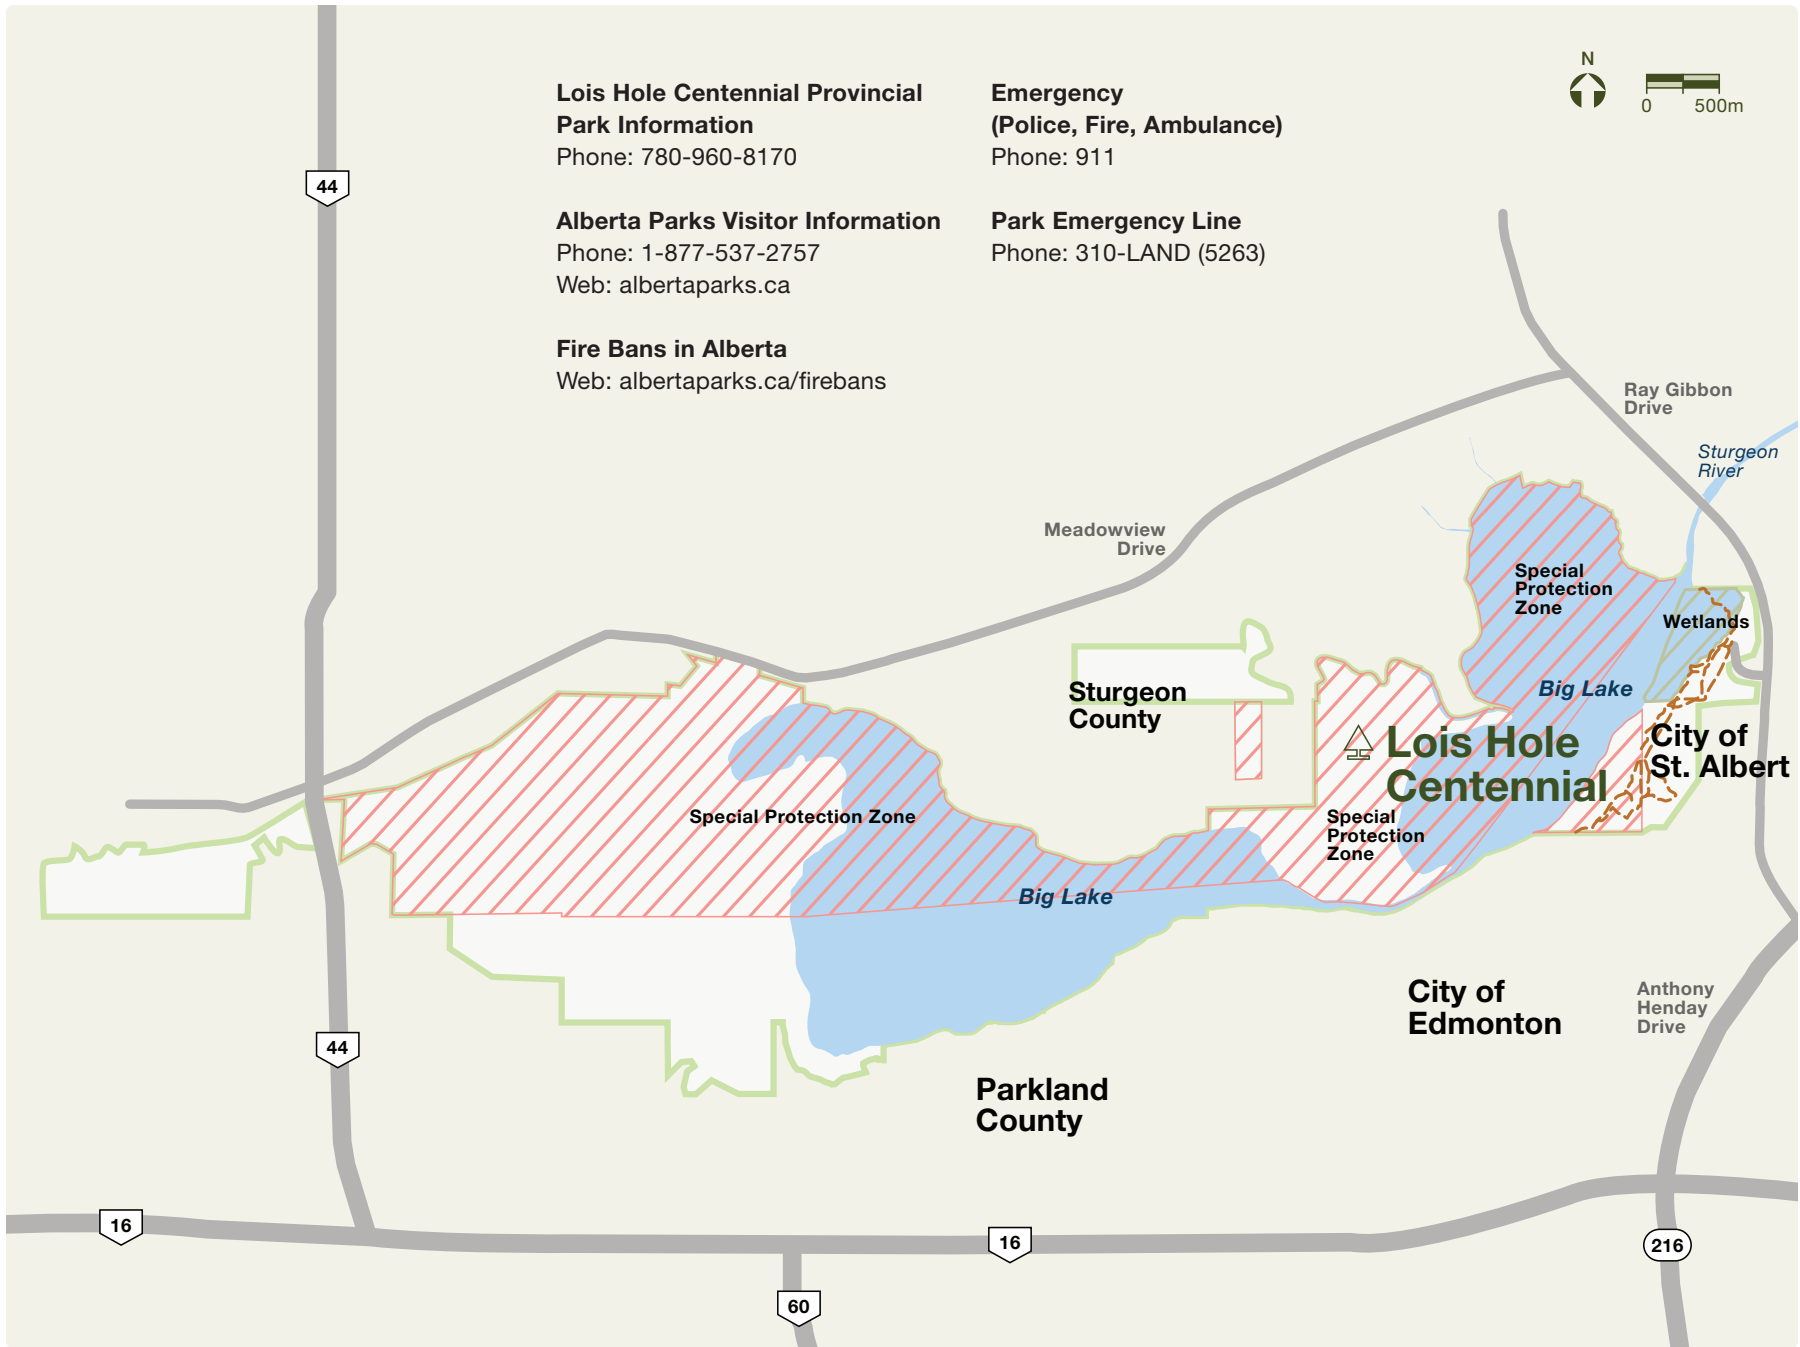 Lois Hole Centennial Provincial
Park Information
Phone: 780-960-8170
Alberta Parks Visitor Information
Phone: 1-877-537-2757
Web: albertaparks.ca
Fire Bans in Alberta
Web: albertaparks.ca/firebans
Emergency
(Police, Fire, Ambulance)
Phone: 911
Park Emergency Line
Phone: 310-LAND (5263)
N
0 500m
44
Ray Gibbon
Drive
Sturgeon
River
Meadowview
Drive
Special
Protection
Zone
Wetlands
Big Lake
Sturgeon
County
Lois Hole
Centennial
City of
St. Albert
Special Protection Zone
Special
Protection
Zone
Big Lake
City of
Edmonton
Anthony
Henday
Drive
44
Parkland
County
16
16
216
60